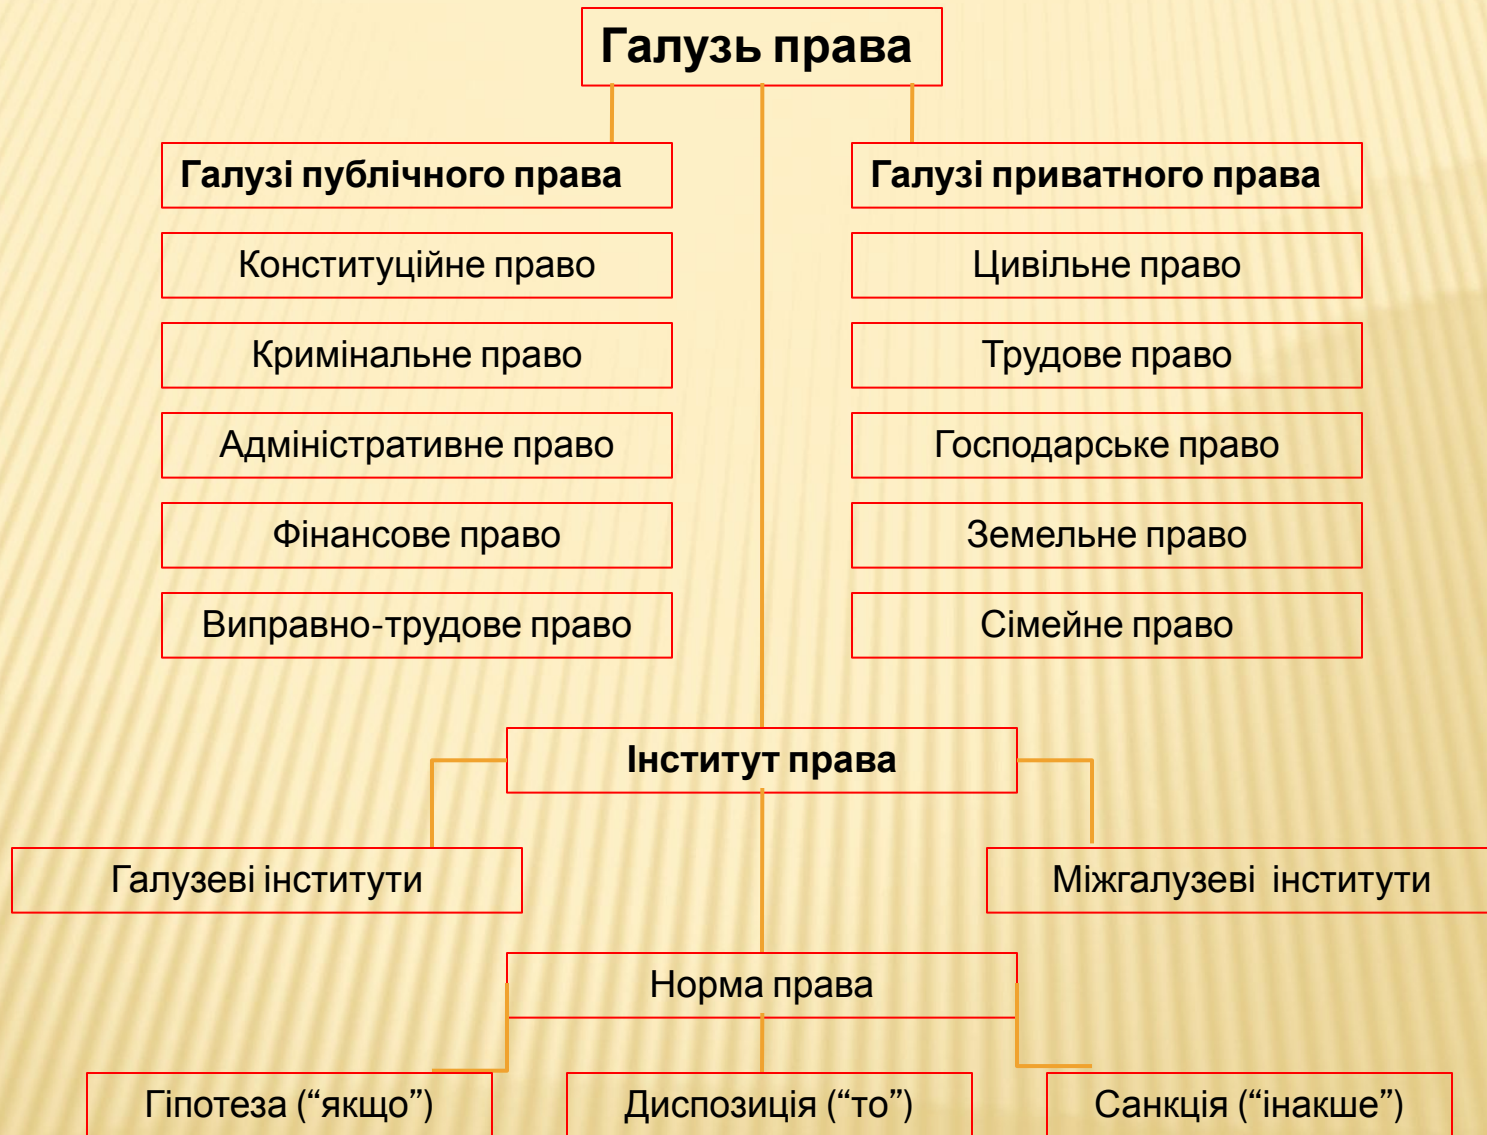 Галузь права
Галузі публічного права
Галузі приватного права
Конституційне право
Цивільне право
Кримінальне право
Трудове право
Адміністративне право
Господарське право
Фінансове право
Земельне право
Виправно-трудове право
Сімейне право
Інститут права
Галузеві інститути
Міжгалузеві інститути
Норма права
Гіпотеза (“якщо”)
Диспозиція (“то”)
Санкція (“інакше”)